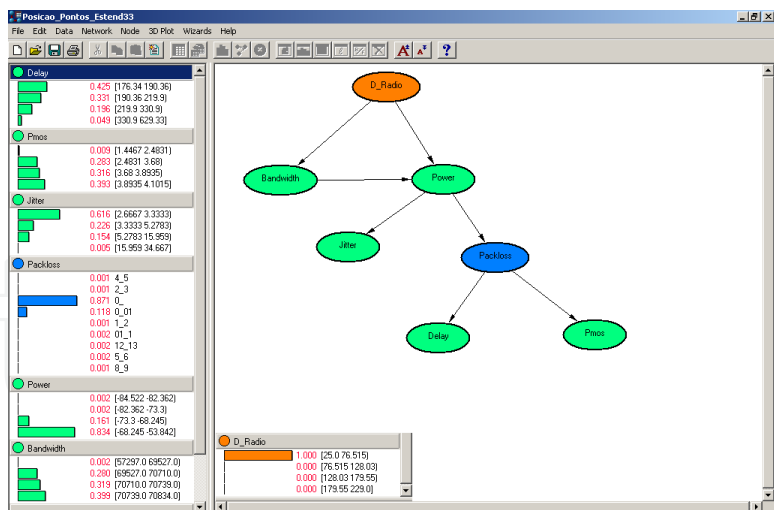 Posicao_Pontos_Estend33
File Edit Data Network Node 3D Plot Wizards Help
Delay
0.425 [176.34 190.36]
0.331 [190.36 219.9]
0.196 [219.9 330.9]
0.049 [330.9 629.33]
Pmos
0.009 [1.4467 2.4831]
0.283 [2.4831 3.68]
0.316 [3.68 3.8935]
0.393 [3.8935 4.1015]
Jitter
0.616 [2.6667 3.3333]
0.226 [3.3333 5.2783]
0.154 [5.2783 15.959]
0.005 [15.959 34.667]
Packloss
0.001 4_5
0.001 2_3
0.871 0_
0.118 0_01
0.001 1_2
0.002 01_1
0.002 12_13
0.002 5_6
0.001 8_9
Power
0.002 [-84.522 -82.362]
0.002 [-82.362 -73.3]
0.161 [-73.3 -68.245]
0.834 [-68.245 -53.842]
Bandwidth
0.002 [57297.0 69527.0]
0.280 [69527.0 70710.0]
0.319 [70710.0 70739.0]
0.399 [70739.0 70834.0]
D_Radio
Bandwidth
Power
Jitter
Packloss
Delay
Pmos
D_Radio
1.000 [25.0 76.515]
0.000 [76.515 128.03]
0.000 [128.03 179.55]
0.000 [179.55 229.0]